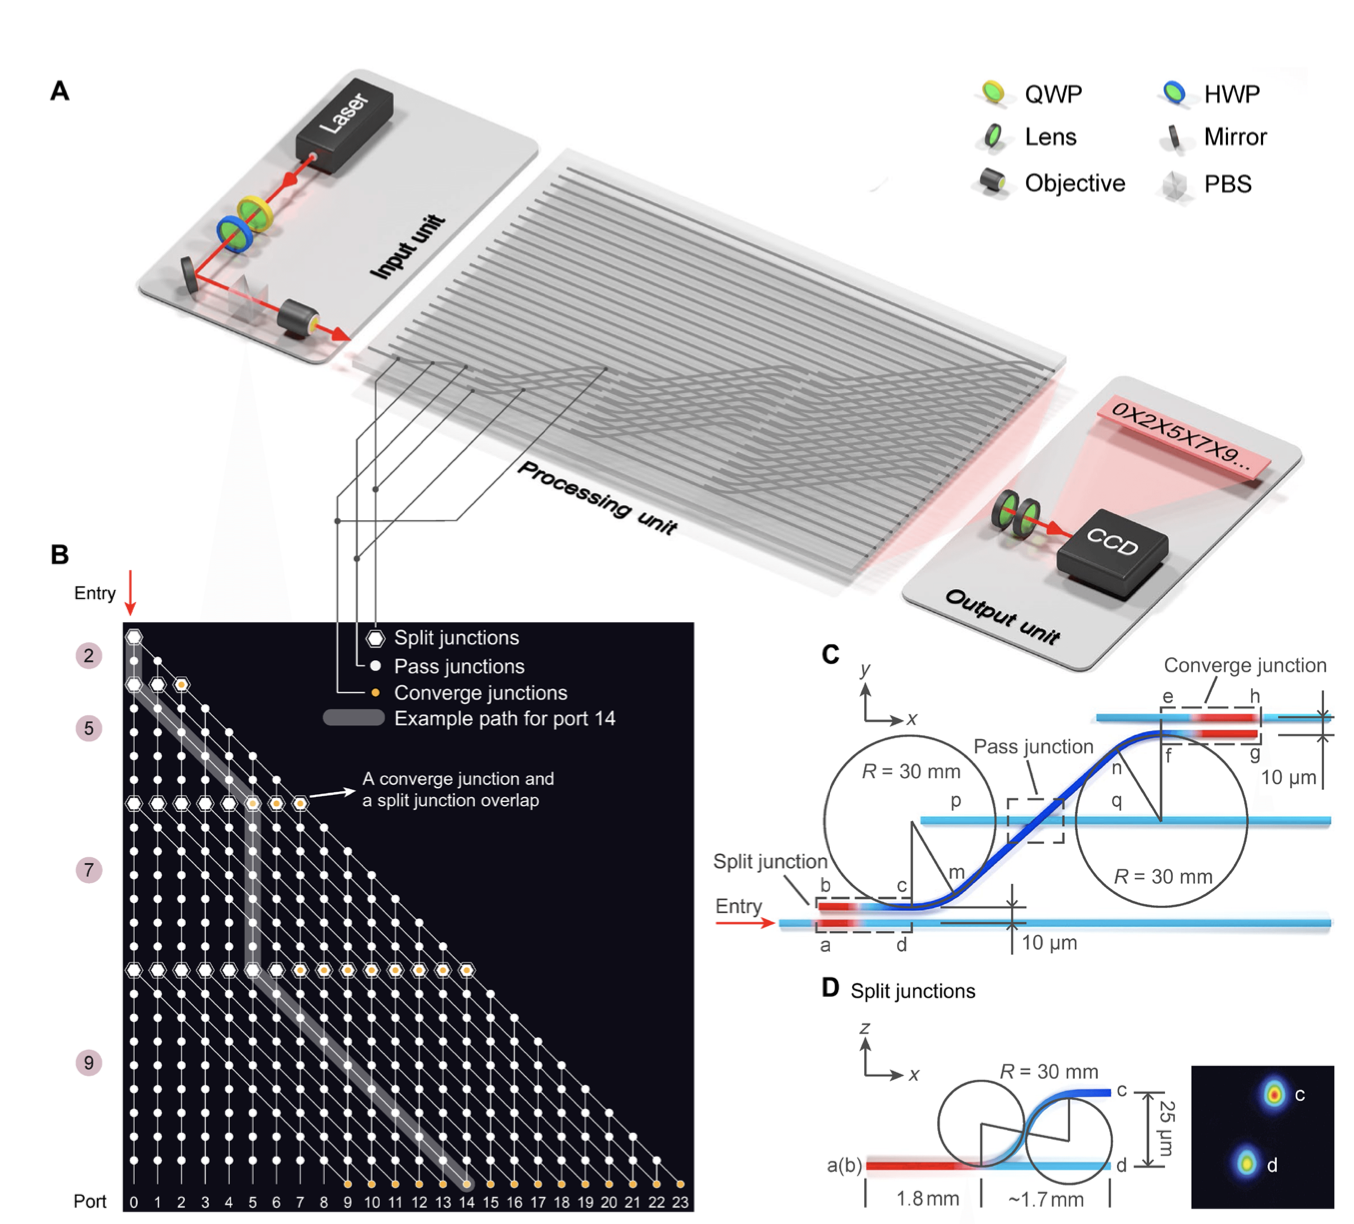 A
Laser
Input unit
QWP
HWP
Lens
Mirror
Objective
PBS
Processing unit
0X2X5X7X9...
CCD
Output unit
B
Entry
Split junctions
Pass junctions
Converge junctions
Example path for port 14
A converge junction and
a split junction overlap
2
5
7
9
Port
0 1 2 3 4 5 6 7 8 9 10 11 12 13 14 15 16 17 18 19 20 21 22 23
C
y
x
Converge junction
e h
Pass junction
R = 30 mm
n f g
10 μm
p q
Split junction
m
R = 30 mm
b c
Entry
a d
10 μm
D Split junctions
z
x
R = 30 mm
c
25 μm
a(b) d
1.8 mm ~1.7 mm
c
d